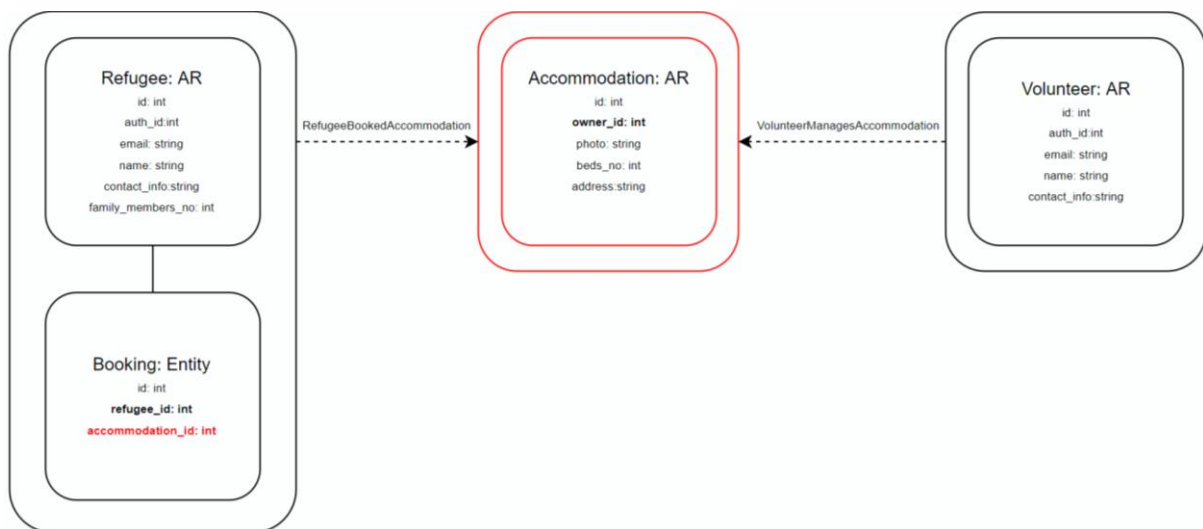 Refugee: AR
id: int
auth_id:int
email: string
name: string
contact_info:string
family_members_no: int
Booking: Entity
id: int
refugee_id: int
accommodation_id: int
RefugeeBookedAccommodation
Accommodation: AR
id: int
owner_id: int
photo: string
beds_no: int
address:string
VolunteerManagesAccommodation
Volunteer: AR
id: int
auth_id:int
email: string
name: string
contact_info:string